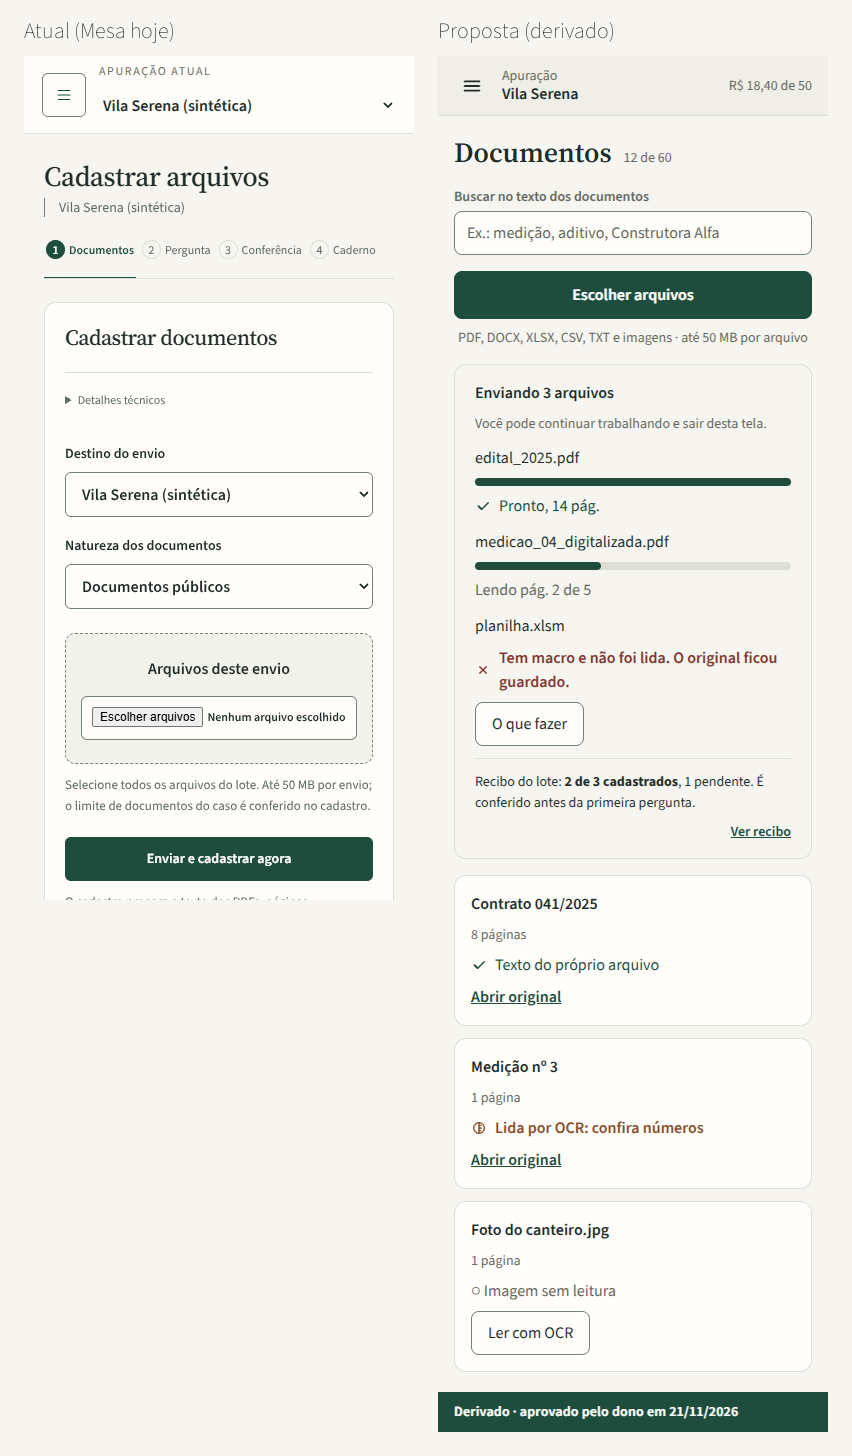 Atual (Mesa hoje)
APURAÇÃO ATUAL
Vila Serena (sintética)
Cadastrar arquivos
Vila Serena (sintética)
1 Documentos 2 Pergunta 3 Conferência 4 Caderno
Cadastrar documentos
Detalhes técnicos
Destino do envio
Vila Serena (sintética)
Natureza dos documentos
Documentos públicos
Arquivos deste envio
Escolher arquivos Nenhum arquivo escolhido
Selecione todos os arquivos do lote. Até 50 MB por envio;
o limite de documentos do caso é conferido no cadastro.
Enviar e cadastrar agora
Proposta (derivado)
Apuração
Vila Serena
R$ 18,40 de 50
Documentos 12 de 60
Buscar no texto dos documentos
Ex.: medição, aditivo, Construtora Alfa
Escolher arquivos
PDF, DOCX, XLSX, CSV, TXT e imagens · até 50 MB por arquivo
Enviando 3 arquivos
Você pode continuar trabalhando e sair desta tela.
edital_2025.pdf
Pronto, 14 pág.
medicao_04_digitalizada.pdf
Lendo pág. 2 de 5
planilha.xlsm
Tem macro e não foi lida. O original ficou
guardado.
O que fazer
Recibo do lote: 2 de 3 cadastrados, 1 pendente. É
conferido antes da primeira pergunta.
Ver recibo
Contrato 041/2025
8 páginas
Texto do próprio arquivo
Abrir original
Medição nº 3
1 página
Lida por OCR: confira números
Abrir original
Foto do canteiro.jpg
1 página
Imagem sem leitura
Ler com OCR
Derivado · aprovado pelo dono em 21/11/2026